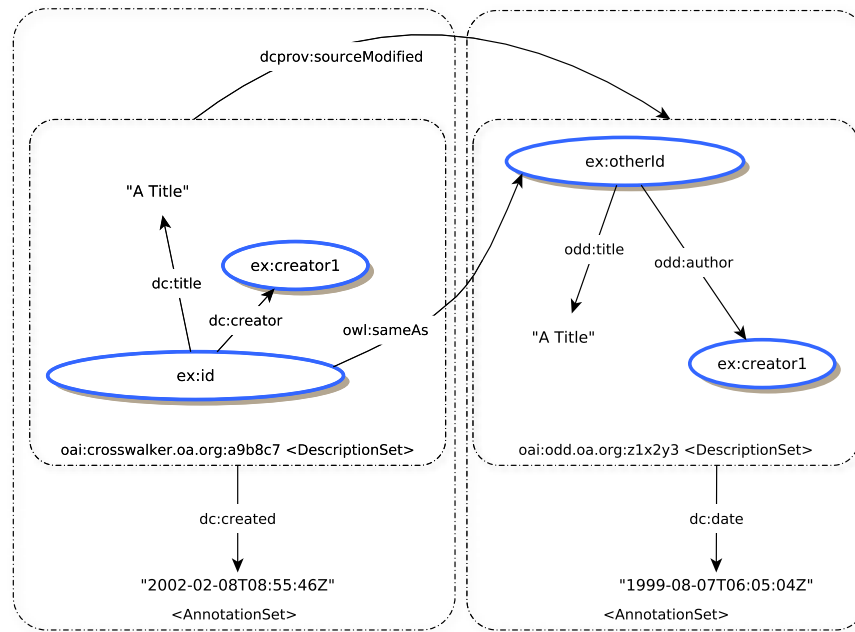 dcprov:sourceModified
"A Title"
dc:title
ex:creator1
dc:creator
owl:sameAs
ex:id
oai:crosswalker.oa.org:a9b8c7 <DescriptionSet>
dc:created
"2002-02-08T08:55:46Z"
<AnnotationSet>
ex:otherId
odd:title
odd:author
"A Title"
ex:creator1
oai:odd.oa.org:z1x2y3 <DescriptionSet>
dc:date
"1999-08-07T06:05:04Z"
<AnnotationSet>